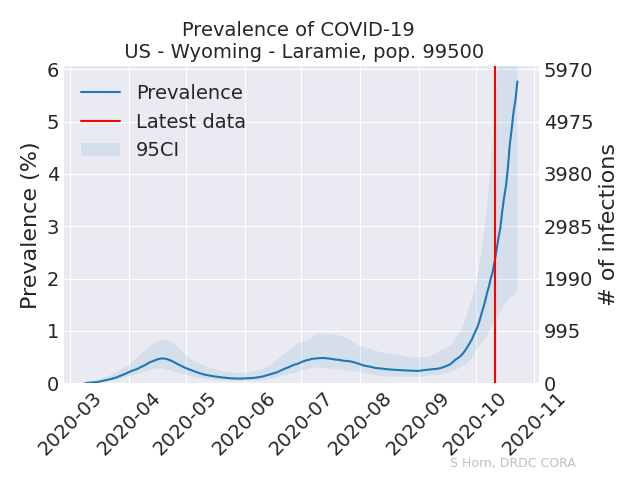 Prevalence of COVID-19
US - Wyoming - Laramie, pop. 99500
Prevalence
Latest data
95CI
Prevalence (%)
6
5
4
3
2
1
0
# of infections
5970
4975
3980
2985
1990
995
0
2020-03
2020-04
2020-05
2020-06
2020-07
2020-08
2020-09
2020-10
2020-11
S Horn, DRDC CORA